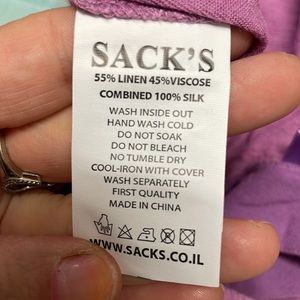 SACK'S
55% LINEN 45%VISCOSE
COMBINED 100% SILK
WASH INSIDE OUT
HAND WASH COLD
DO NOT SOAK
DO NOT BLEACH
NO TUMBLE DRY
COOL-IRON WITH COVER
WASH SEPARATELY
FIRST QUALITY
MADE IN CHINA
WWW.SACKS.CO.IL